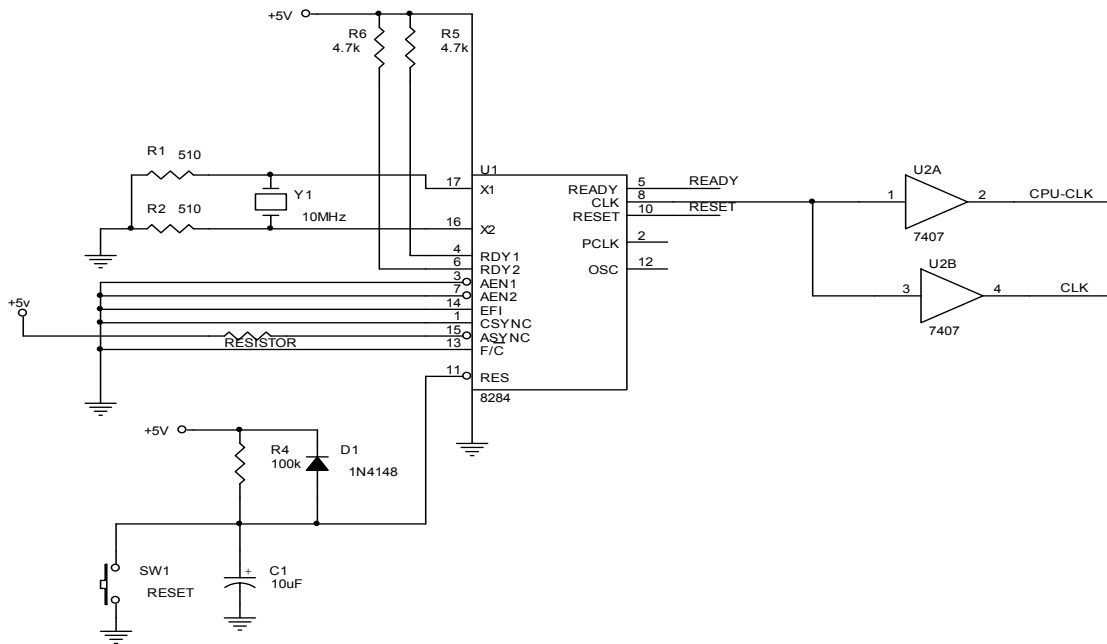 +5V
R6
4.7k
R5
4.7k
R1 510
R2 510
Y1
10MHz
U1
17 X1
16 X2
4 RDY1
6 RDY2
3 AEN1
7 AEN2
14 EFI
1 CSYNC
15 ASYNC
13 F/C
11 RES
8284
READY 5 READY
CLK 8
RESET 10 RESET
PCLK 2
OSC 12
U2A
1 2 CPU-CLK
7407
U2B
3 4 CLK
7407
+5v
RESISTOR
+5V
R4
100k
D1
1N4148
SW1
RESET
+
C1
10uF